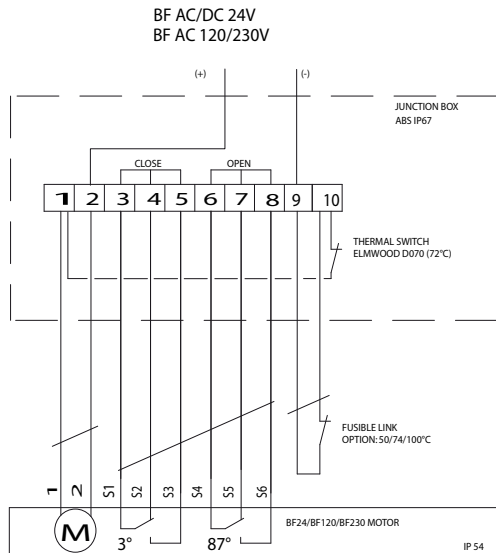 BF AC/DC 24V
BF AC 120/230V
(+) (-)
JUNCTION BOX
ABS IP67
CLOSE OPEN
1 2 3 4 5 6 7 8 9 10
THERMAL SWITCH
ELMWOOD D070 (72°C)
FUSIBLE LINK
OPTION: 50/74/100°C
1 2 S1 S2 S3 S4 S5 S6
M
BF24/BF120/BF230 MOTOR
3° 87°
IP 54